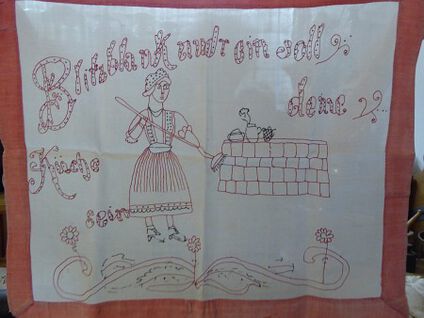 Blitzblank und rein soll
deine
Küche
sein